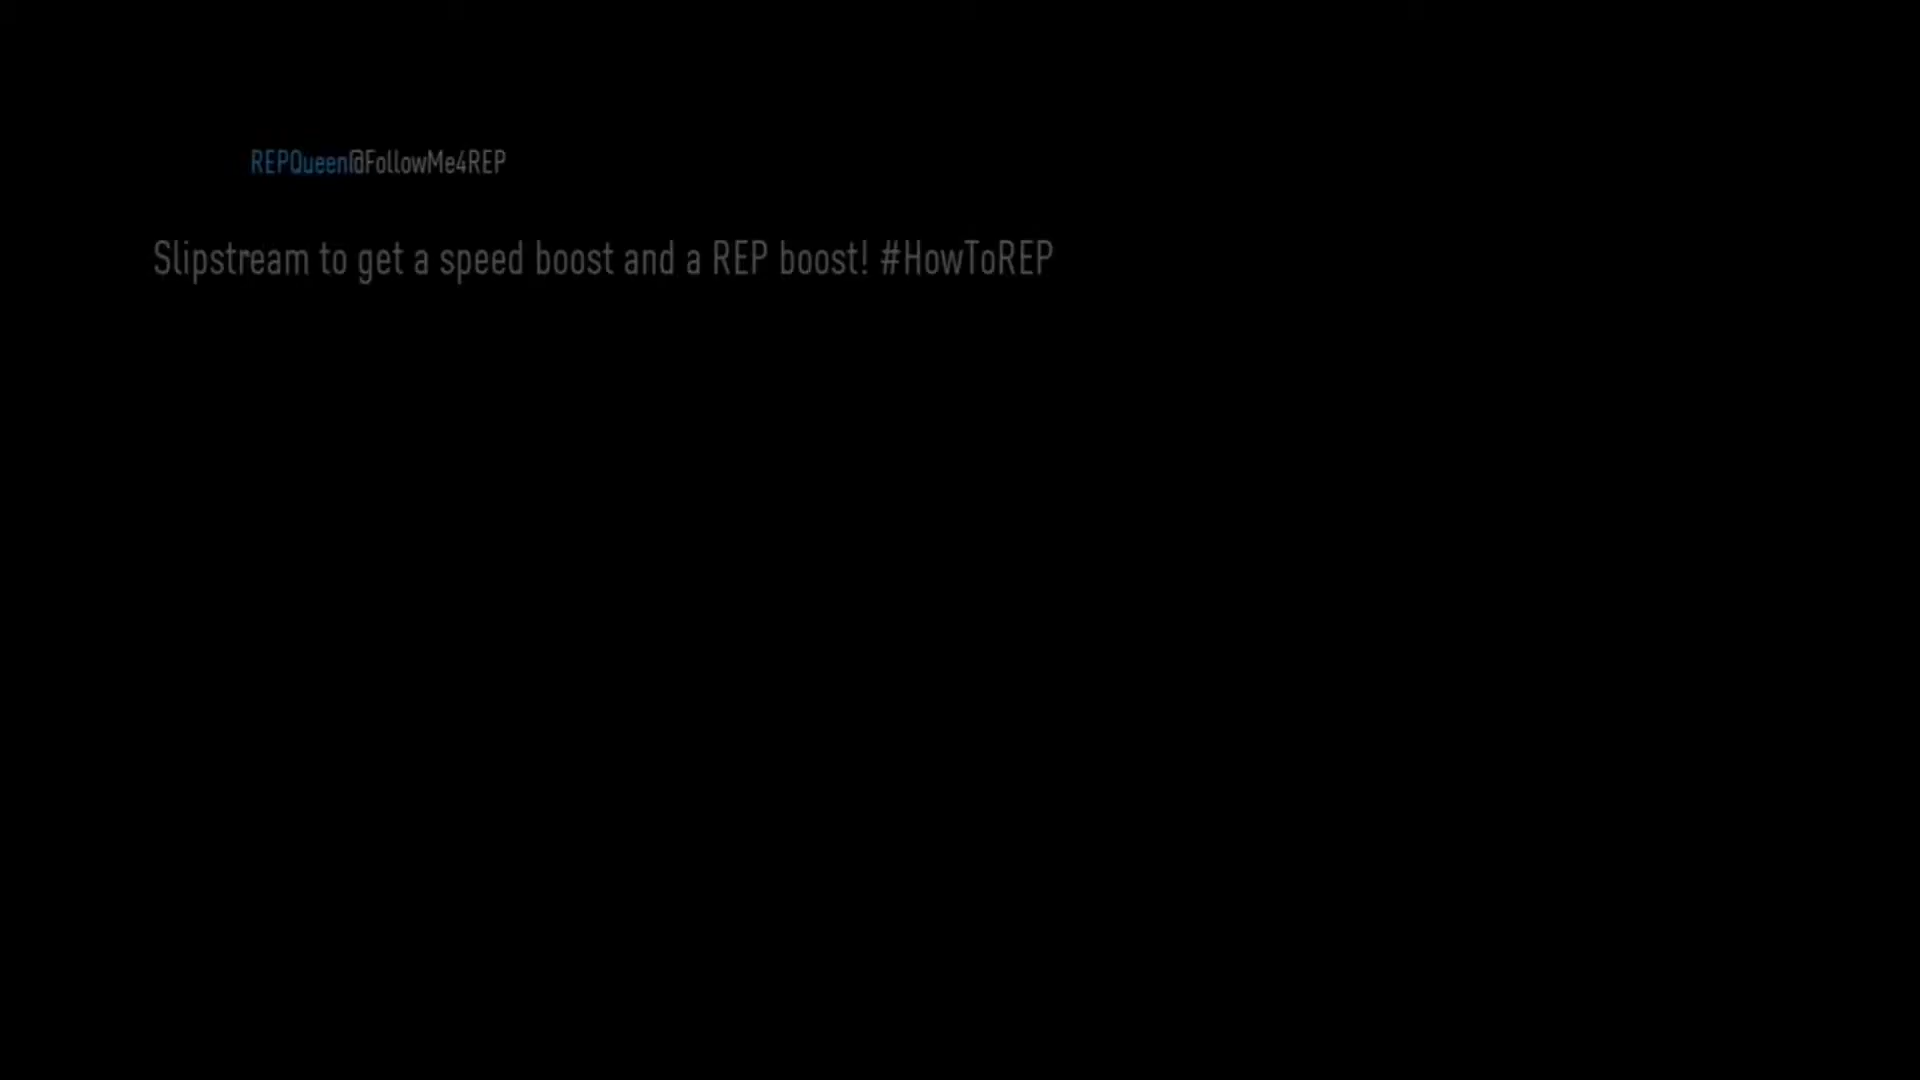 REPQueen@FollowMe4REP
Slipstream to get a speed boost and a REP boost! #HowToREP